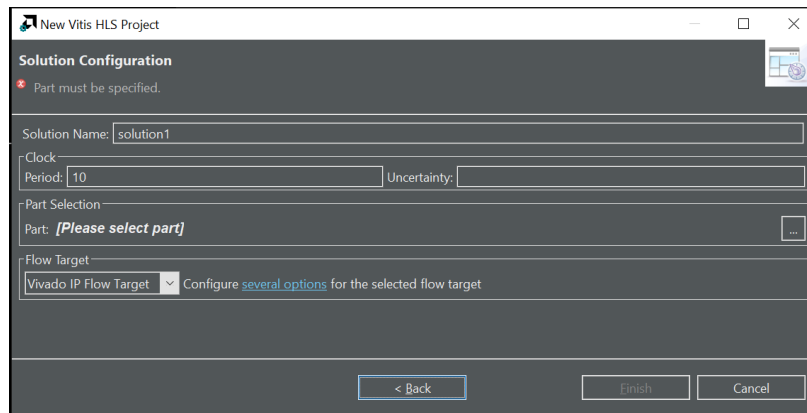 New Vitis HLS Project
Solution Configuration
Part must be specified.
Solution Name: solution1
Clock
Period: 10 Uncertainty:
Part Selection
Part: [Please select part] ...
Flow Target
Vivado IP Flow Target Configure several options for the selected flow target
< Back Finish Cancel